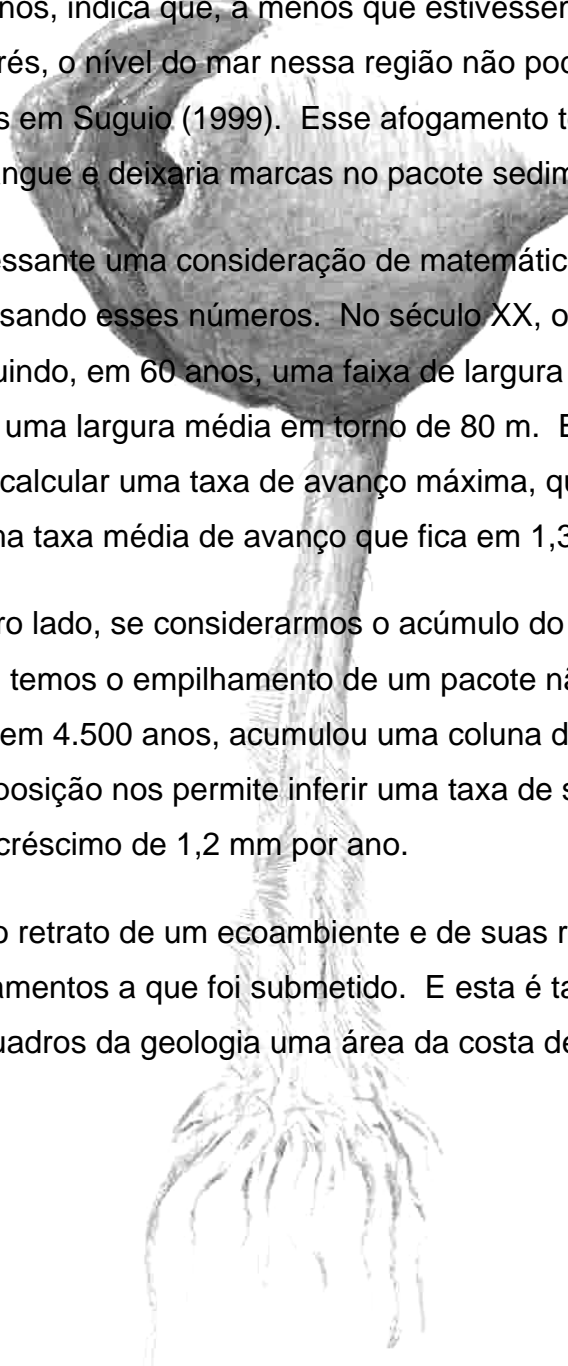 nos, indica que, a menos que estivessem
rés, o nível do mar nessa região não pod
s em Suguio (1999). Esse afogamento t
ngue e deixaria marcas no pacote sedim
essante uma consideração de matemátic
sando esses números. No século XX, o
uindo, em 60 anos, uma faixa de largura
uma largura média em torno de 80 m. E
calcular uma taxa de avanço máxima, qu
na taxa média de avanço que fica em 1,3
ro lado, se considerarmos o acúmulo do
temos o empilhamento de um pacote nã
em 4.500 anos, acumulou uma coluna d
posição nos permite inferir uma taxa de s
créscimo de 1,2 mm por ano.
o retrato de um ecoambiente e de suas r
amentos a que foi submetido. E esta é ta
uadros da geologia uma área da costa de